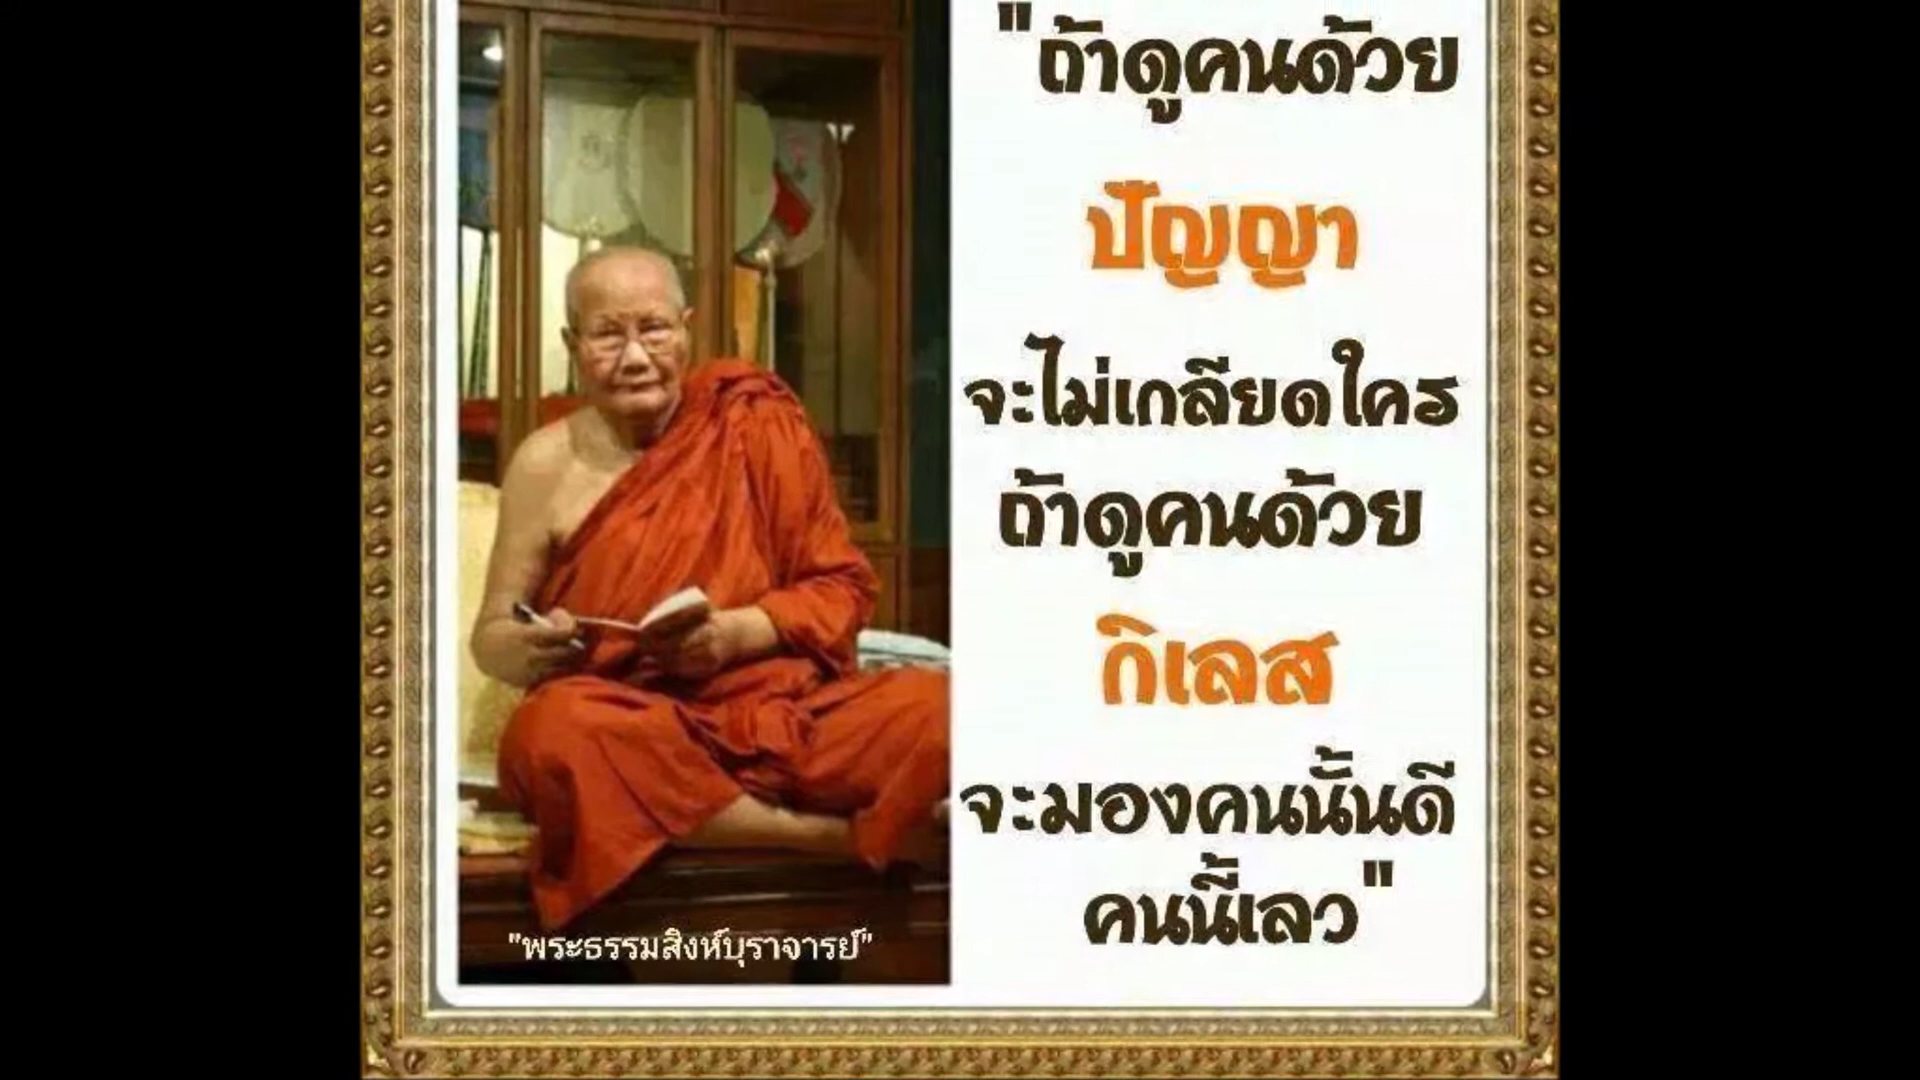 "ถ้าดูคนด้วย
ปัญญา
จะไม่เกลียดใคร
ถ้าดูคนด้วย
กิเลส
จะมองคนนั้นดี
คนนี้เลว"
"พระธรรมสิงห์บุราจารย์"